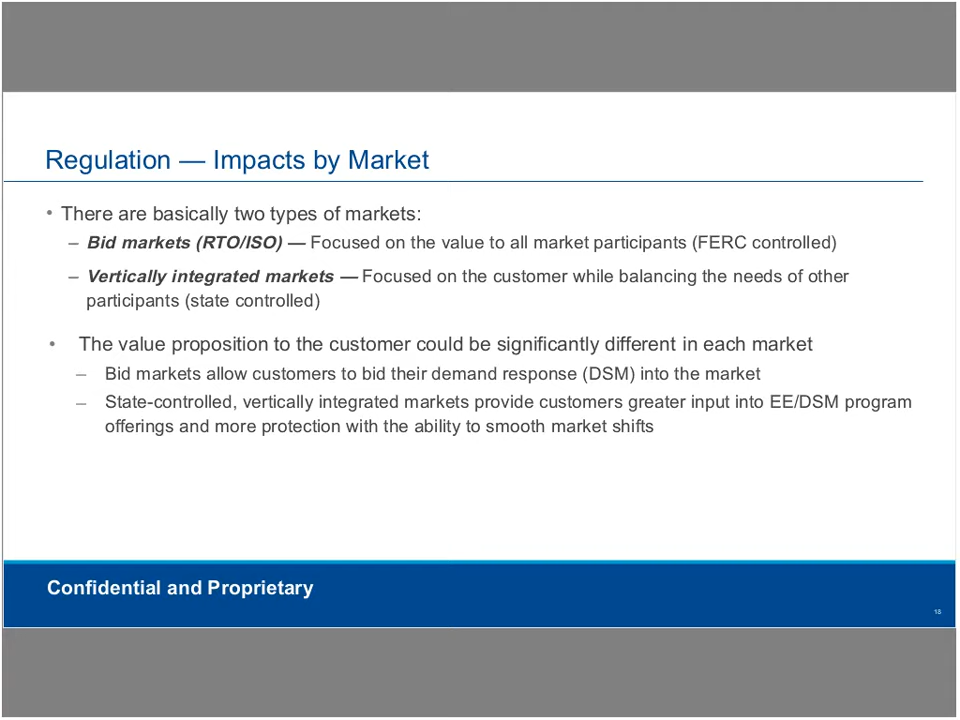 Regulation — Impacts by Market
• There are basically two types of markets:
– Bid markets (RTO/ISO) — Focused on the value to all market participants (FERC controlled)
– Vertically integrated markets — Focused on the customer while balancing the needs of other
participants (state controlled)
• The value proposition to the customer could be significantly different in each market
– Bid markets allow customers to bid their demand response (DSM) into the market
– State-controlled, vertically integrated markets provide customers greater input into EE/DSM program
offerings and more protection with the ability to smooth market shifts
Confidential and Proprietary
18